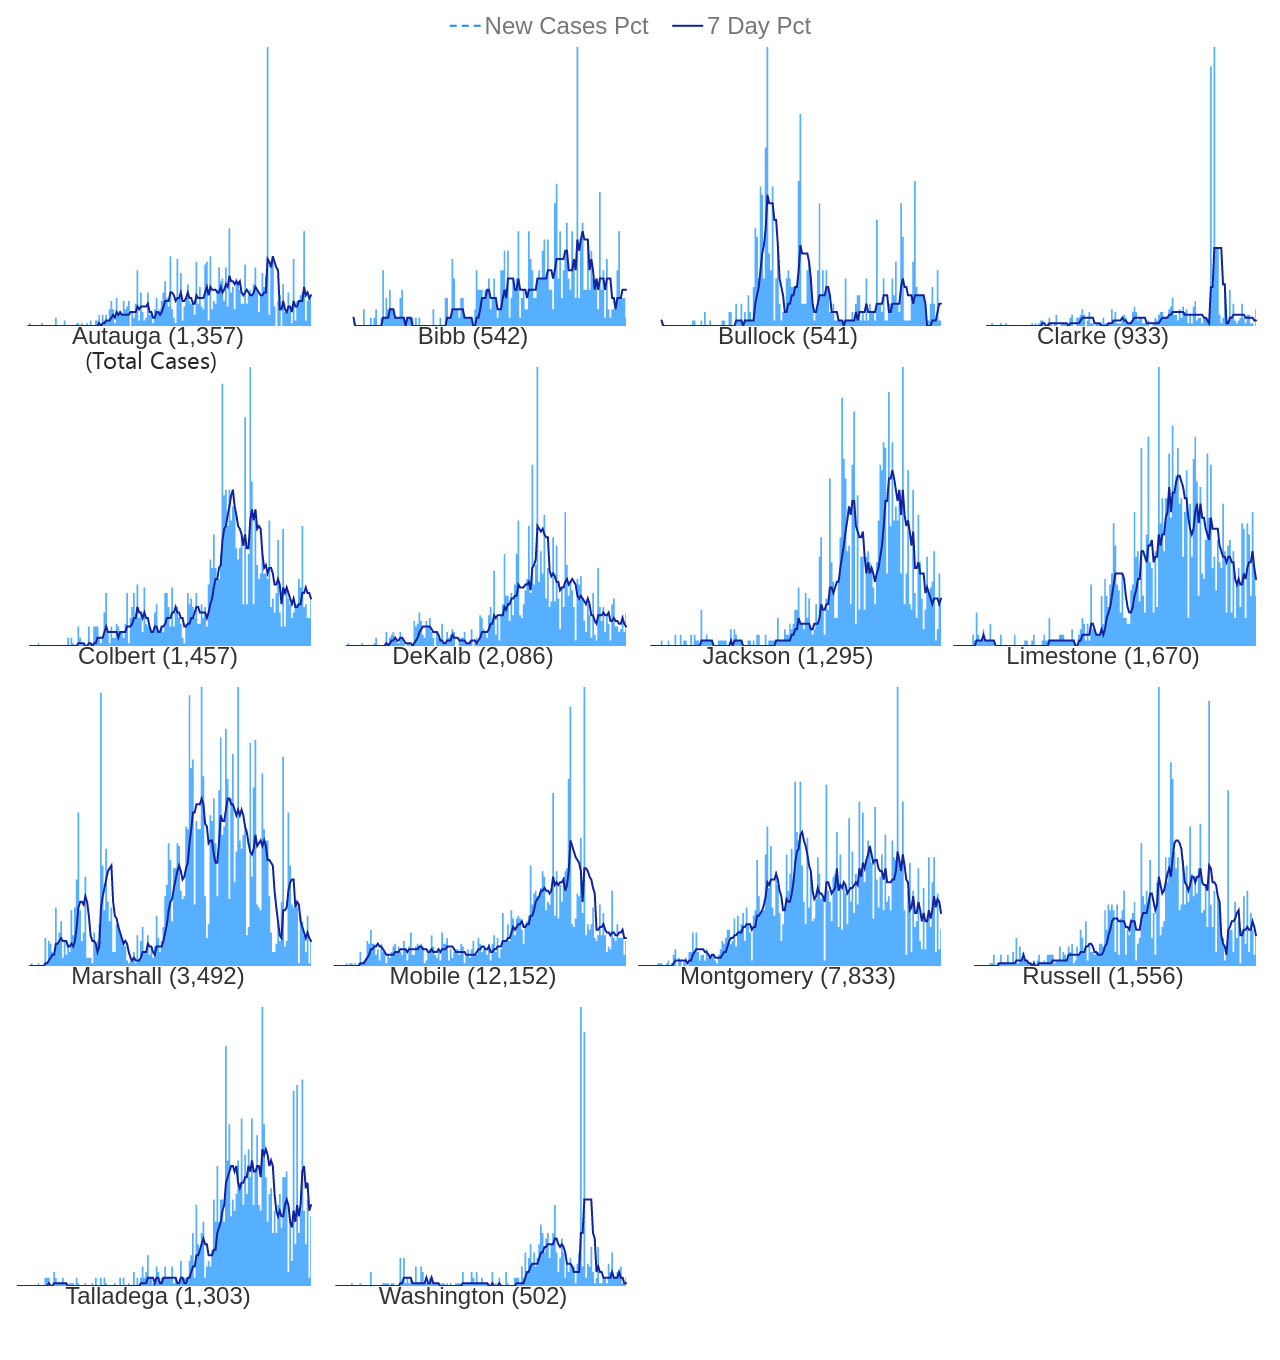 New Cases Pct 7 Day Pct
Autauga (1,357) Bibb (542) Bullock (541) Clarke (933)
(Total Cases)
Colbert (1,457) DeKalb (2,086) Jackson (1,295) Limestone (1,670)
Marshall (3,492) Mobile (12,152) Montgomery (7,833) Russell (1,556)
Talladega (1,303) Washington (502)